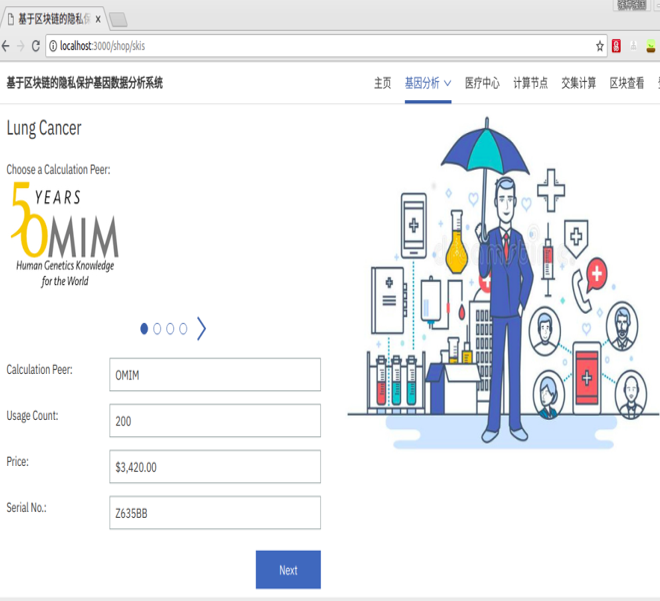 基于区块链的隐私保
localhost:3000/shop/skis
基于区块链的隐私保护基因数据分析系统
主页 基因分析 医疗中心 计算节点 交集计算 区块查看
Lung Cancer
Choose a Calculation Peer:
50 YEARS
OMIM
Human Genetics Knowledge
for the World
Calculation Peer: OMIM
Usage Count: 200
Price: $3,420.00
Serial No.: Z635BB
Next